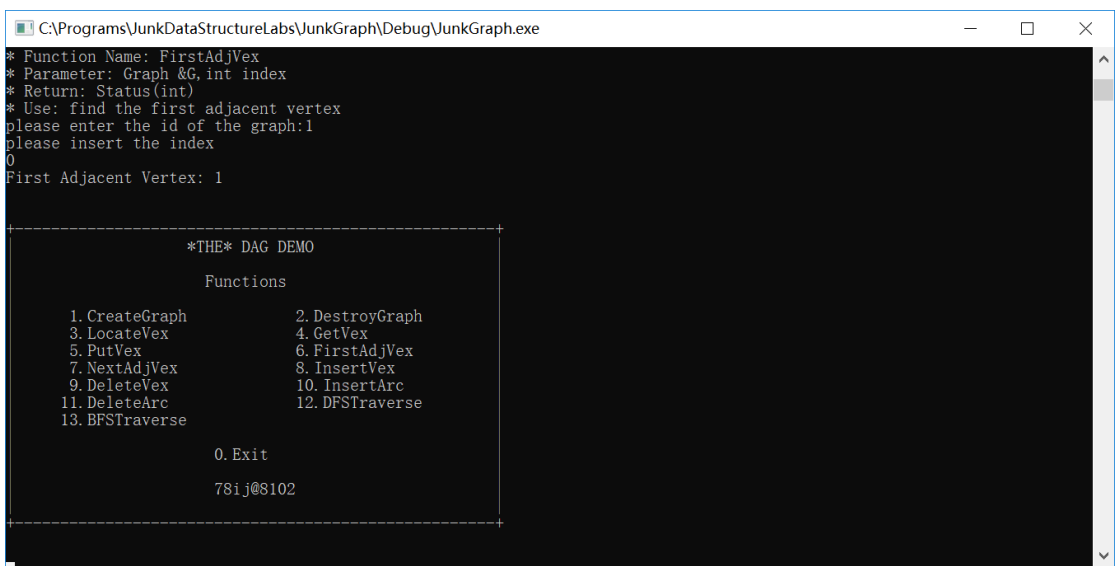 C:\Programs\JunkDataStructureLabs\JunkGraph\Debug\JunkGraph.exe
* Function Name: FirstAdjVex
* Parameter: Graph &G,int index
* Return: Status(int)
* Use: find the first adjacent vertex
please enter the id of the graph:1
please insert the index
0
First Adjacent Vertex: 1
*THE* DAG DEMO
Functions
1.CreateGraph 2.DestroyGraph
3.LocateVex 4.GetVex
5.PutVex 6.FirstAdjVex
7.NextAdjVex 8.InsertVex
9.DeleteVex 10.InsertArc
11.DeleteArc 12.DFSTraverse
13.BFSTraverse
0.Exit
78ij@8102